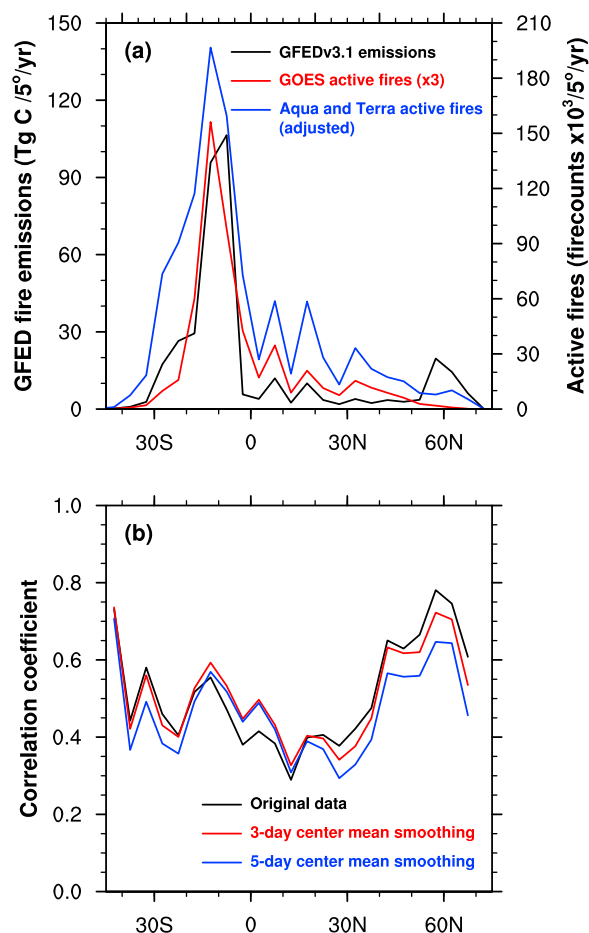 (a)
GFEDv3.1 emissions
GOES active fires (x3)
Aqua and Terra active fires
(adjusted)
GFED fire emissions (Tg C /5°/yr)
150
120
90
60
30
0
Active fires (firecounts x10³/5°/yr)
210
180
150
120
90
60
30
0
30S
0
30N
60N
(b)
Correlation coefficient
1.0
0.8
0.6
0.4
0.2
0.0
Original data
3-day center mean smoothing
5-day center mean smoothing
30S
0
30N
60N